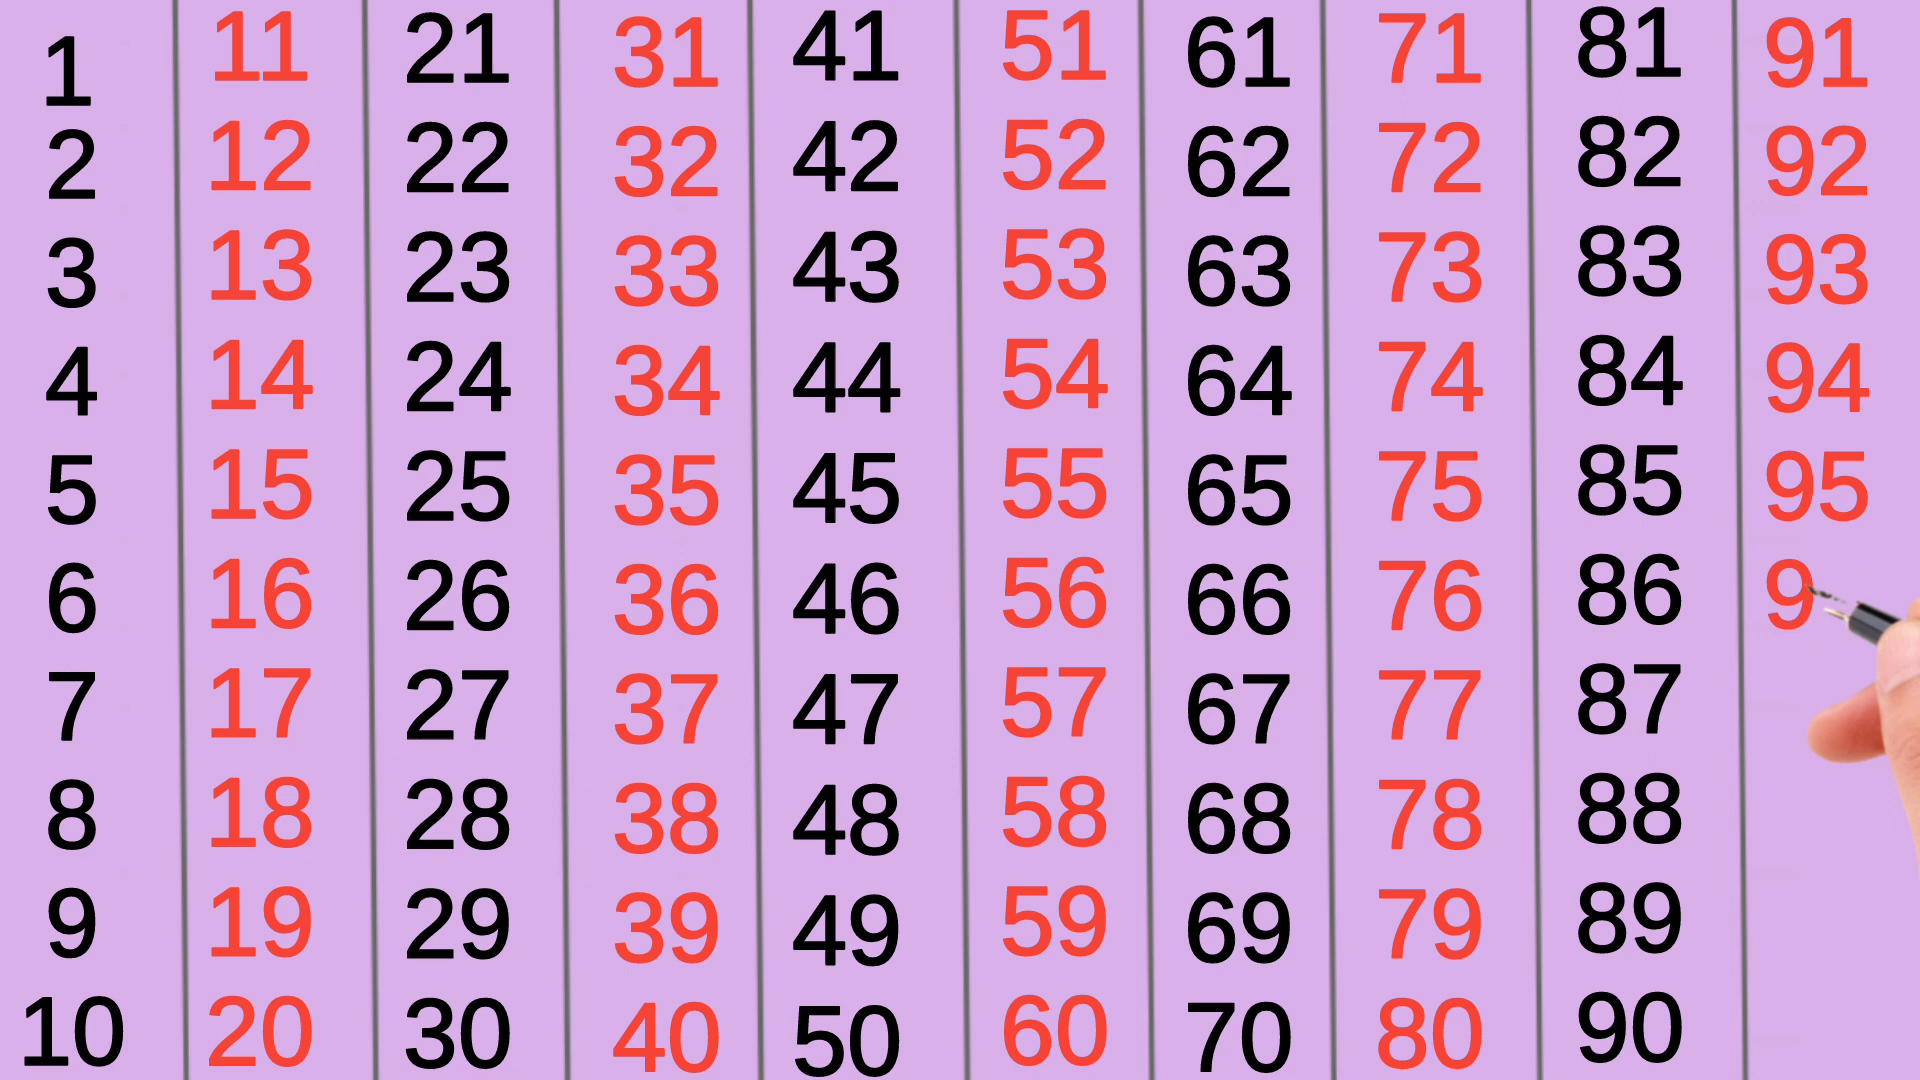 1 11 21 31 41 51 61 71 81 91
2 12 22 32 42 52 62 72 82 92
3 13 23 33 43 53 63 73 83 93
4 14 24 34 44 54 64 74 84 94
5 15 25 35 45 55 65 75 85 95
6 16 26 36 46 56 66 76 86 9
7 17 27 37 47 57 67 77 87
8 18 28 38 48 58 68 78 88
9 19 29 39 49 59 69 79 89
10 20 30 40 50 60 70 80 90